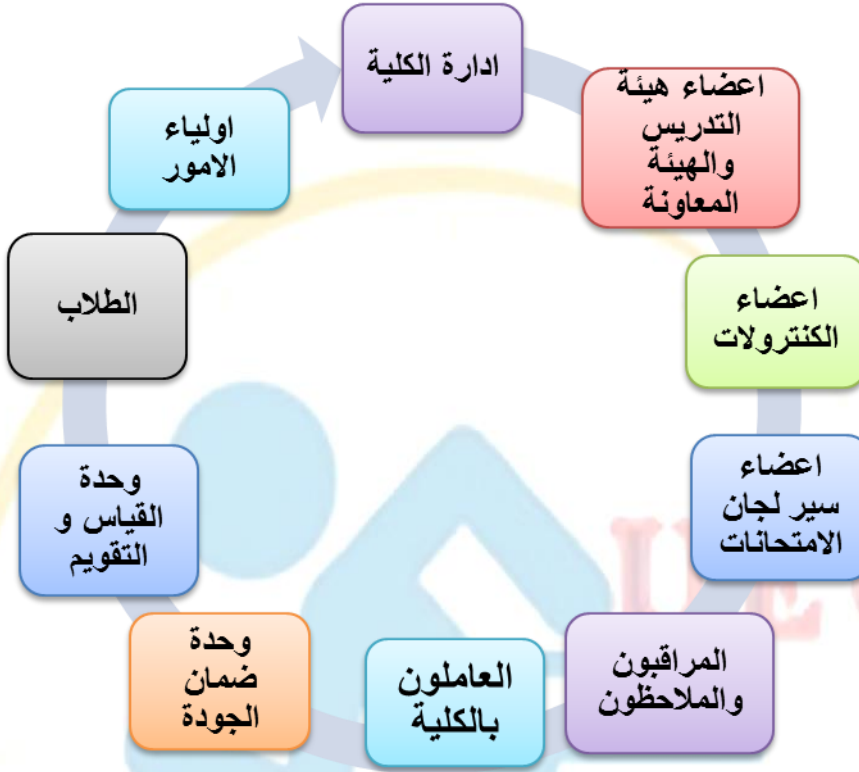 ادارة الكلية
اعضاء هيئة
التدريس
والهيئة
المعاونة
اعضاء
الكنترولات
اعضاء
سير لجان
الامتحانات
المراقبون
والملاحظون
العاملون
بالكلية
وحدة
ضمان
الجودة
وحدة
القياس و
التقويم
الطلاب
اولياء
الامور